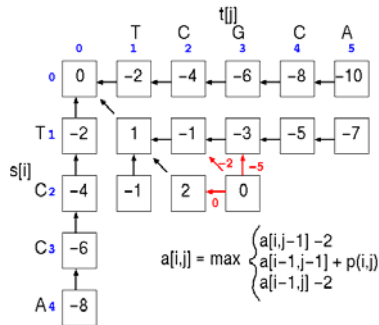 t[j]
T C G C A
0 1 2 3 4 5
0 0 -2 -4 -6 -8 -10
T 1 -2 1 -1 -3 -5 -7
-2 -5
s[i]
C 2 -4 -1 2 0
0
C 3 -6
a[i,j] = max { a[i,j-1] -2
a[i-1,j-1] + p(i,j)
a[i-1,j] -2
A 4 -8